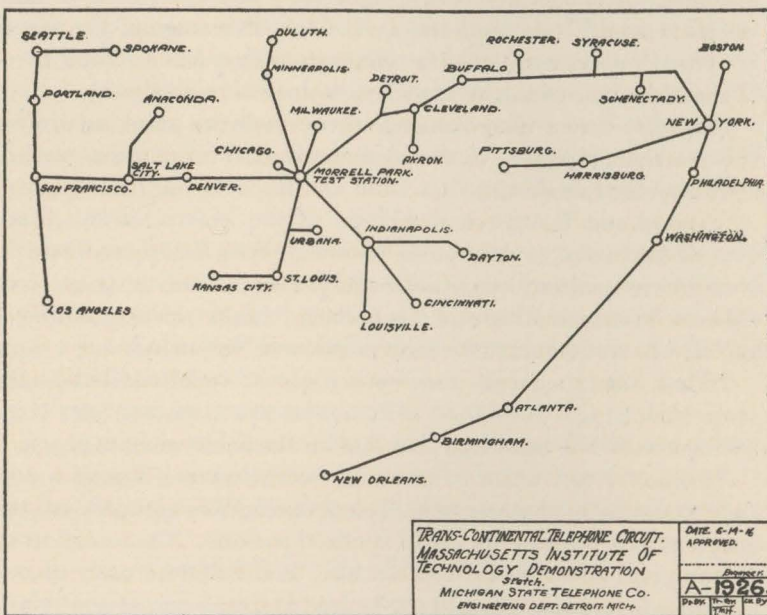 SEATTLE.
SPOKANE.
DULUTH.
MINNEAPOLIS.
ROCHESTER.
SYRACUSE.
BOSTON
DETROIT.
BUFFALO
PORTLAND.
ANACONDA.
MILWAUKEE.
CLEVELAND.
SCHENECTADY.
NEW YORK.
CHICAGO.
AKRON.
PITTSBURG.
HARRISBURG.
PHILADELPHIA.
SAN FRANCISCO.
SALT LAKE
CITY.
DENVER.
MORRELL PARK.
TEST STATION.
URBANA.
INDIANAPOLIS.
DAYTON.
WASHINGTON.
KANSAS CITY.
ST. LOUIS.
CINCINNATI.
LOS ANGELES
LOUISVILLE.
ATLANTA.
BIRMINGHAM.
NEW ORLEANS.
TRANS-CONTINENTAL TELEPHONE CIRCUIT.
MASSACHUSETTS INSTITUTE OF
TECHNOLOGY DEMONSTRATION
Sketch.
MICHIGAN STATE TELEPHONE CO.
ENGINEERING DEPT. DETROIT. MICH.
DATE. 6-14-16
APPROVED.
Engineer.
A-1926